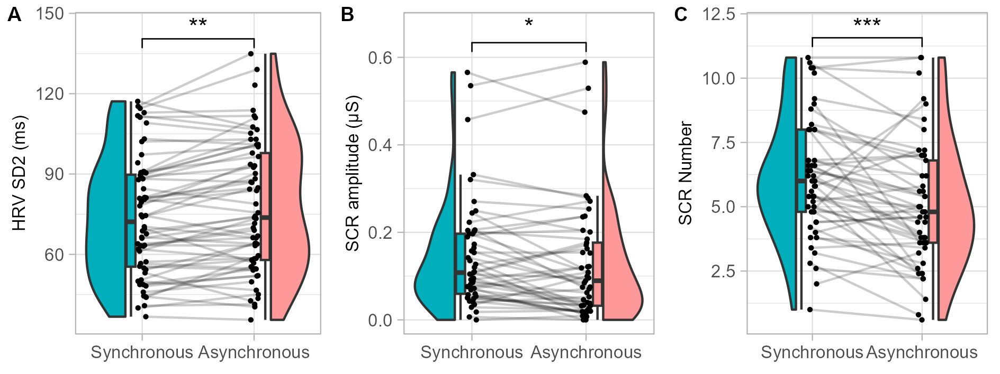 A
**
HRV SD2 (ms)
150
120
90
60
Synchronous
Asynchronous
B
*
SCR amplitude (μS)
0.6
0.4
0.2
0.0
Synchronous
Asynchronous
C
***
SCR Number
12.5
10.0
7.5
5.0
2.5
Synchronous
Asynchronous